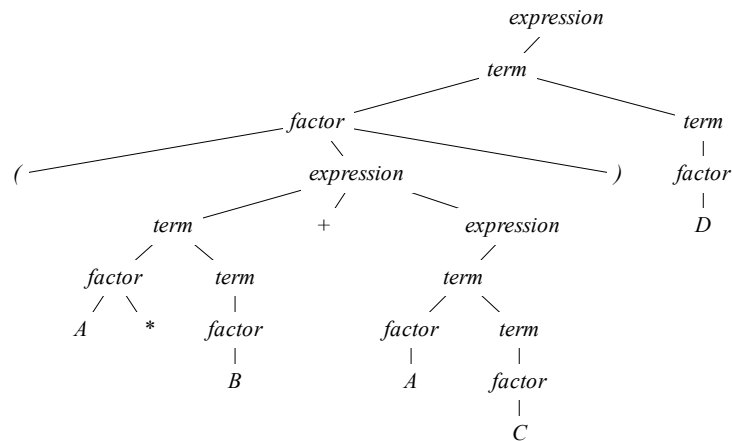 expression
term
factor term
( expression ) factor
term + expression D
factor term term
A * factor factor term
B A factor
C